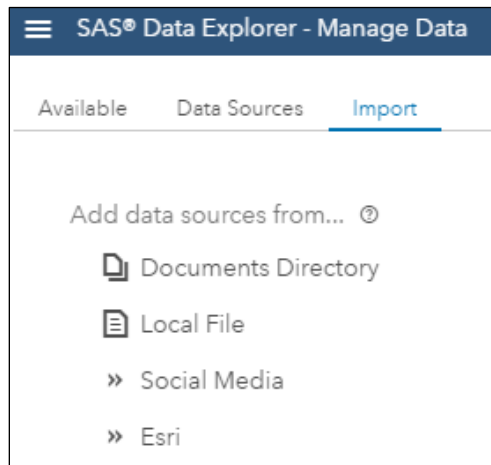 SAS® Data Explorer - Manage Data
Available Data Sources Import
Add data sources from...
Documents Directory
Local File
Social Media
Esri